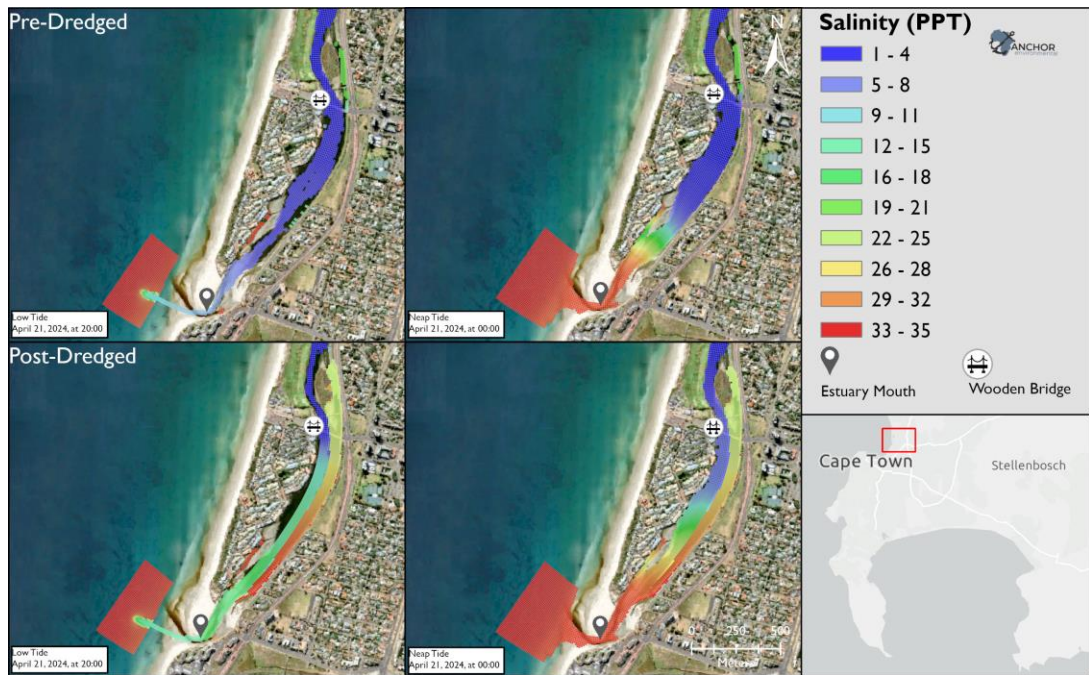 Pre-Dredged
N
Low Tide
April 21, 2024, at 20:00
Neap Tide
April 21, 2024, at 00:00
Post-Dredged
Low Tide
April 21, 2024, at 20:00
0 250 500
Meters
Neap Tide
April 21, 2024, at 00:00
Salinity (PPT)
ANCHOR
environmental
1 - 4
5 - 8
9 - 11
12 - 15
16 - 18
19 - 21
22 - 25
26 - 28
29 - 32
33 - 35
Estuary Mouth
Wooden Bridge
Cape Town
Stellenbosch